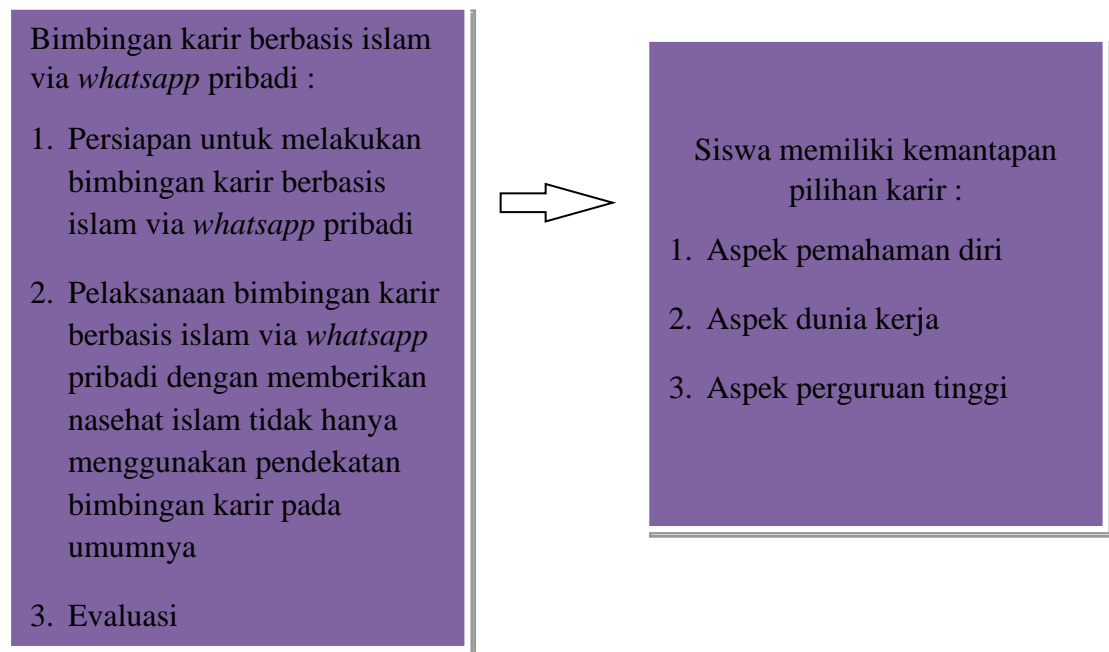 Bimbingan karir berbasis islam
via whatsapp pribadi :
1. Persiapan untuk melakukan
bimbingan karir berbasis
islam via whatsapp pribadi
2. Pelaksanaan bimbingan karir
berbasis islam via whatsapp
pribadi dengan memberikan
nasehat islam tidak hanya
menggunakan pendekatan
bimbingan karir pada
umumnya
3. Evaluasi
Siswa memiliki kemantapan
pilihan karir :
1. Aspek pemahaman diri
2. Aspek dunia kerja
3. Aspek perguruan tinggi